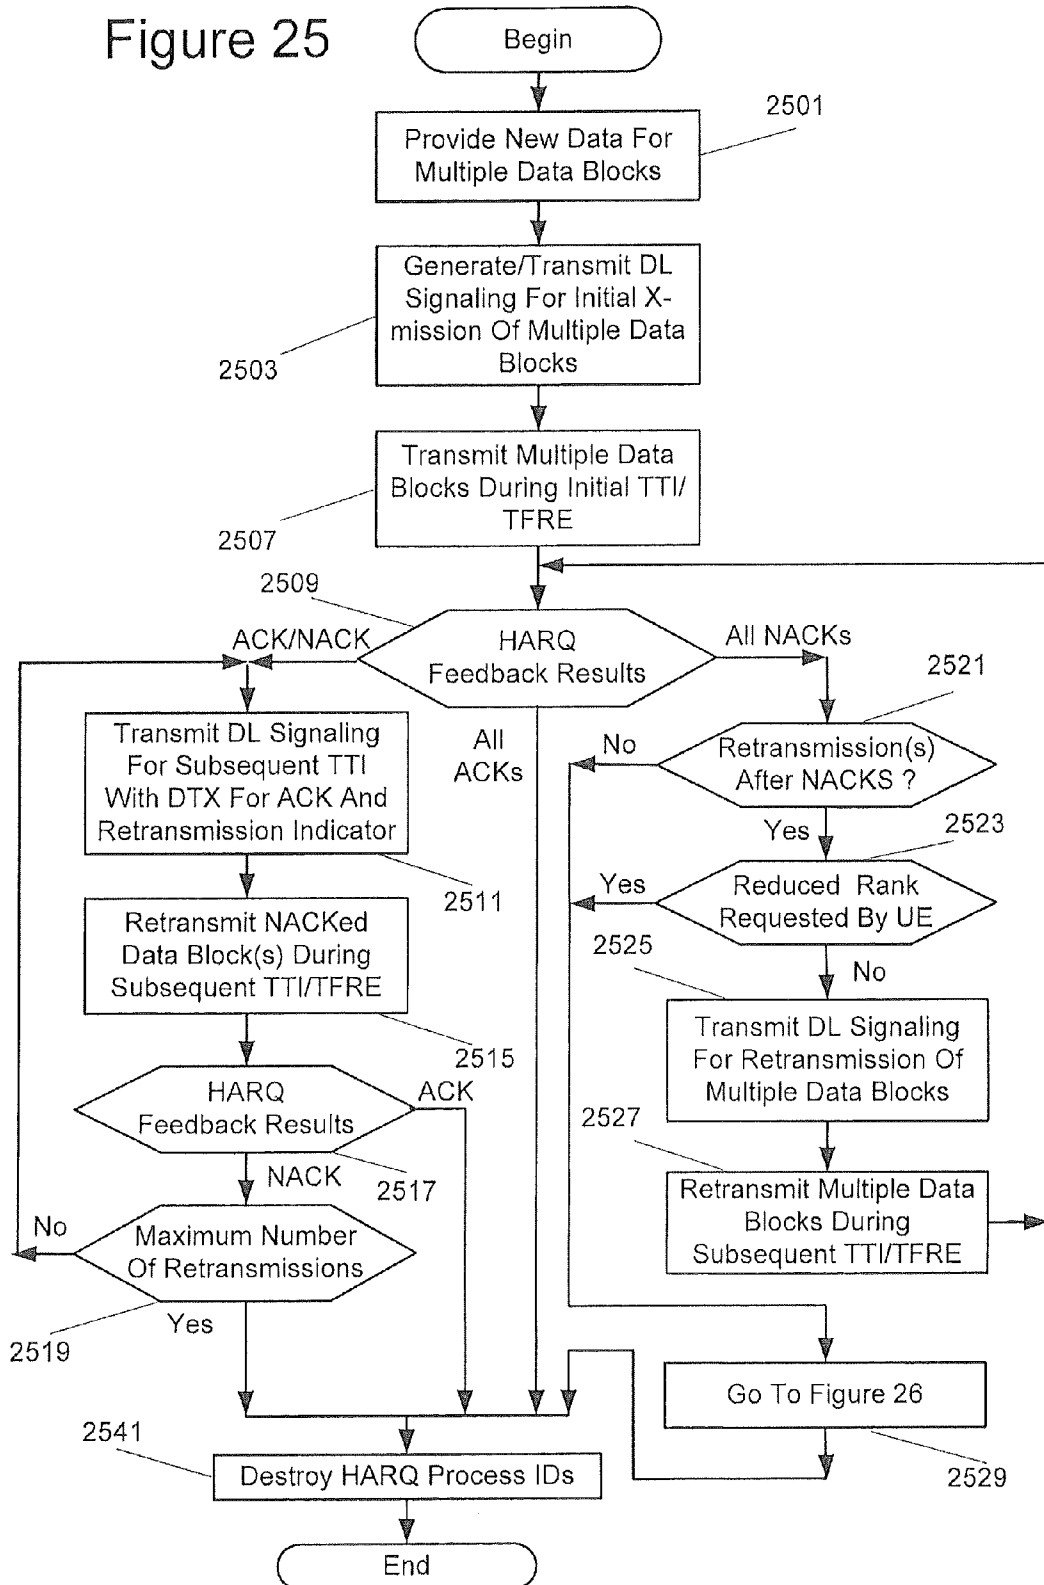 Figure 25
Begin
2501
Provide New Data For
Multiple Data Blocks
Generate/Transmit DL
Signaling For Initial X-
mission Of Multiple Data
Blocks
2503
Transmit Multiple Data
Blocks During Initial TTI/
TFRE
2507
2509
HARQ
Feedback Results
ACK/NACK
All NACKs
All
ACKs
2521
Transmit DL Signaling
For Subsequent TTI
With DTX For ACK And
Retransmission Indicator
2511
No
Retransmission(s)
After NACKS ?
Yes
2523
Yes
Reduced Rank
Requested By UE
No
2525
Retransmit NACKed
Data Block(s) During
Subsequent TTI/TFRE
2515
Transmit DL Signaling
For Retransmission Of
Multiple Data Blocks
2527
HARQ
Feedback Results
ACK
NACK
2517
Retransmit Multiple Data
Blocks During
Subsequent TTI/TFRE
No
Maximum Number
Of Retransmissions
Yes
2519
Go To Figure 26
2529
2541
Destroy HARQ Process IDs
End